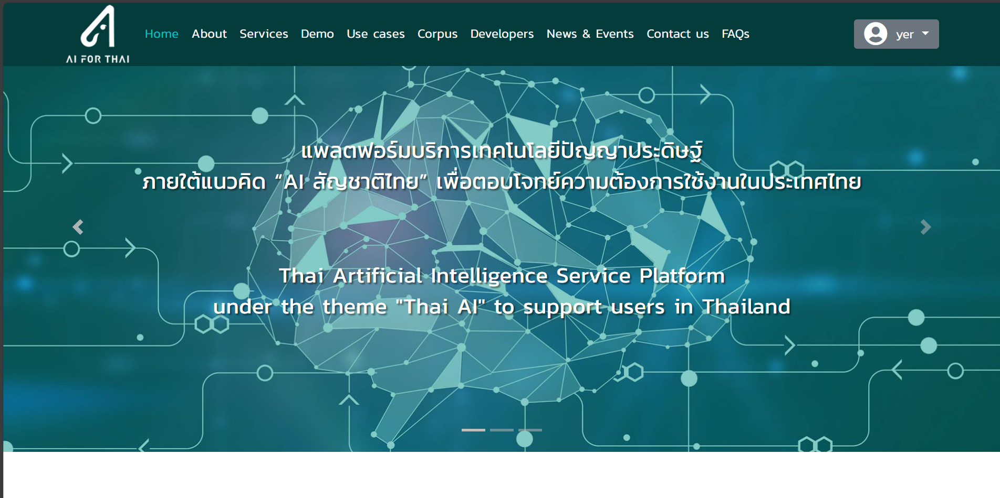 AI FOR THAI
Home About Services Demo Use cases Corpus Developers News & Events Contact us FAQs
yer
แพลตฟอร์มบริการเทคโนโลยีปัญญาประดิษฐ์
ภายใต้แนวคิด “AI สัญชาติไทย” เพื่อตอบโจทย์ความต้องการใช้งานในประเทศไทย
Thai Artificial Intelligence Service Platform
under the theme "Thai AI" to support users in Thailand